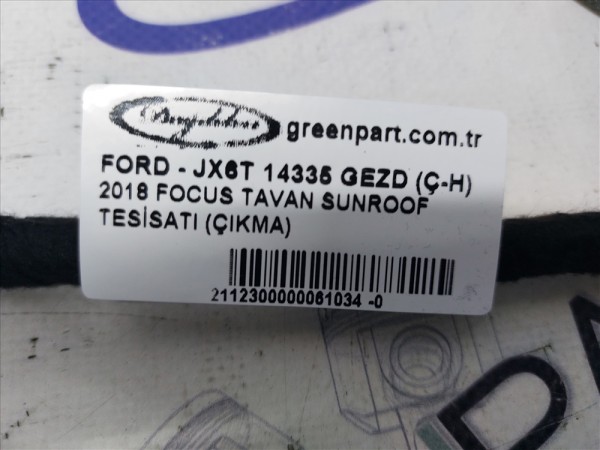 greenpart.com.tr
FORD - JX6T 14335 GEZD (Ç-H)
2018 FOCUS TAVAN SUNROOF
TESİSATI (ÇIKMA)
2112300000061034 -0